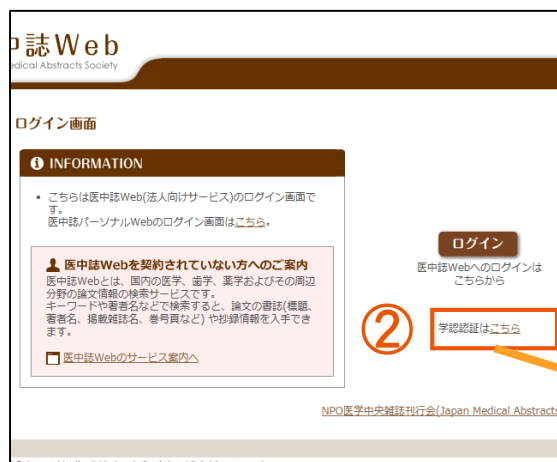 中誌Web
edical Abstracts Society
ログイン画面
INFORMATION
• こちらは医中誌Web(法人向けサービス)のログイン画面で
す。
医中誌パーソナルWebのログイン画面はこちら。
医中誌Webを契約されていない方へのご案内
医中誌Webとは、国内の医学、歯学、薬学およびその周辺
分野の論文情報の検索サービスです。
キーワードや著者名などで検索すると、論文の書誌(標題、
著者名、掲載雑誌名、巻号頁など) や抄録情報を入手でき
ます。
医中誌Webのサービス案内へ
ログイン
医中誌Webへのログインは
こちらから
②
学認認証はこちら
NPO医学中央雑誌刊行会(Japan Medical Abstracts